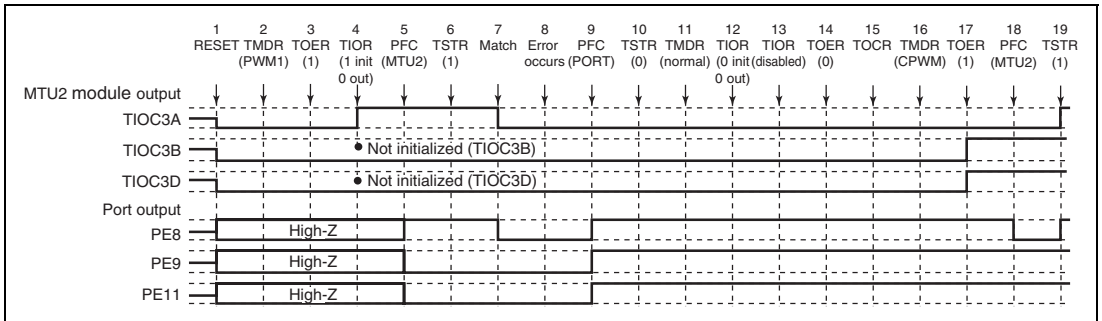 1 2 3 4 5 6 7 8 9 10 11 12 13 14 15 16 17 18 19
RESET TMDR TOER TIOR PFC TSTR Match Error PFC TSTR TMDR TIOR TIOR TOER TOCR TMDR TOER PFC TSTR
(PWM1) (1) (1 init (MTU2) (1) occurs (PORT) (0) (normal) (0 init (disabled) (0) (CPWM) (1) (MTU2) (1)
0 out) 0 out)
MTU2 module output
TIOC3A
TIOC3B • Not initialized (TIOC3B)
TIOC3D • Not initialized (TIOC3D)
Port output
PE8 High-Z
PE9 High-Z
PE11 High-Z